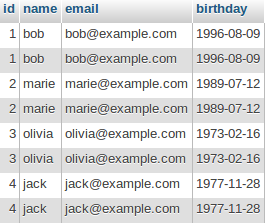 id name email birthday
1 bob bob@example.com 1996-08-09
1 bob bob@example.com 1996-08-09
2 marie marie@example.com 1989-07-12
2 marie marie@example.com 1989-07-12
3 olivia olivia@example.com 1973-02-16
3 olivia olivia@example.com 1973-02-16
4 jack jack@example.com 1977-11-28
4 jack jack@example.com 1977-11-28